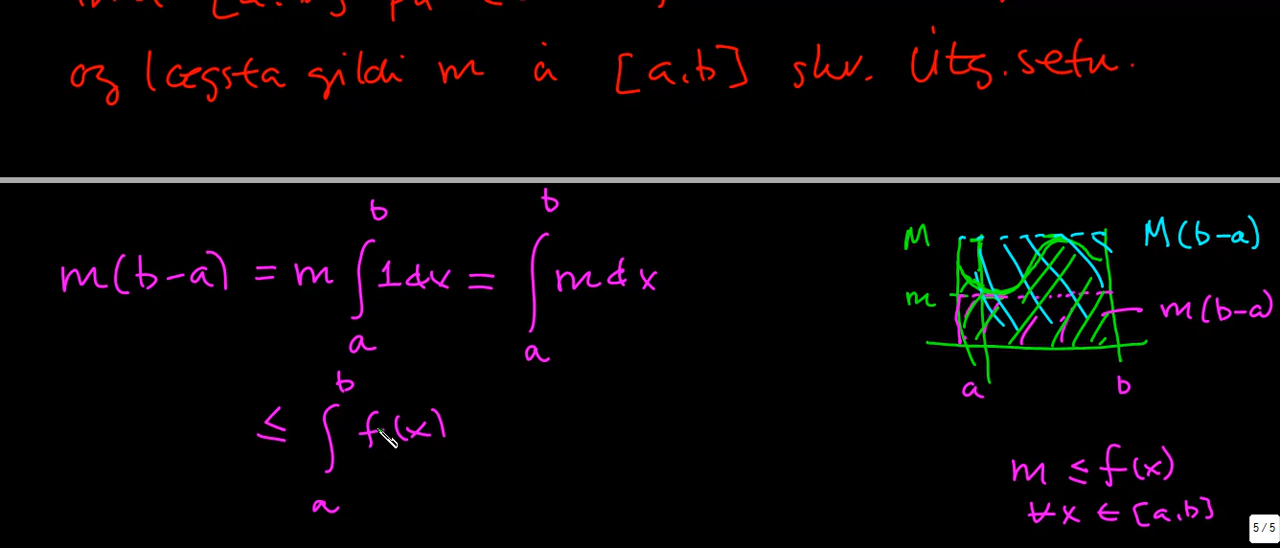 og lægsta gildi m á [a,b] skv. Útg.setn.
m(b-a) = m ∫_a^b 1dx = ∫_a^b m dx
≤ ∫_a^b f(x)
M
M(b-a)
m
m(b-a)
a
b
m ≤ f(x)
∀x ∈ [a,b]
5/5